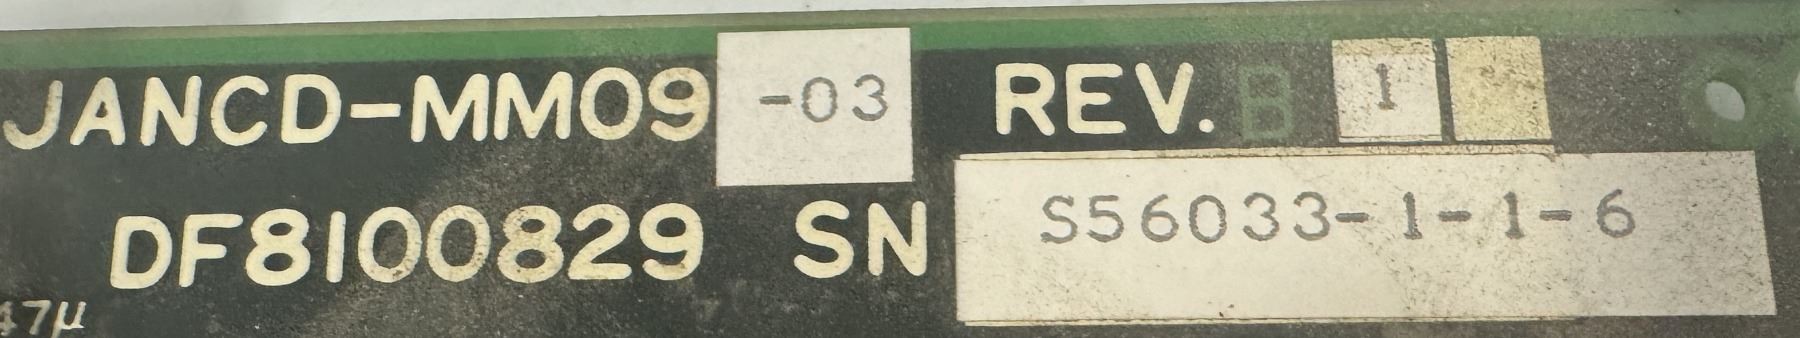 JANCD-MM09-03 REV. B 1
DF8100829 SN S56033-1-1-6
47μ